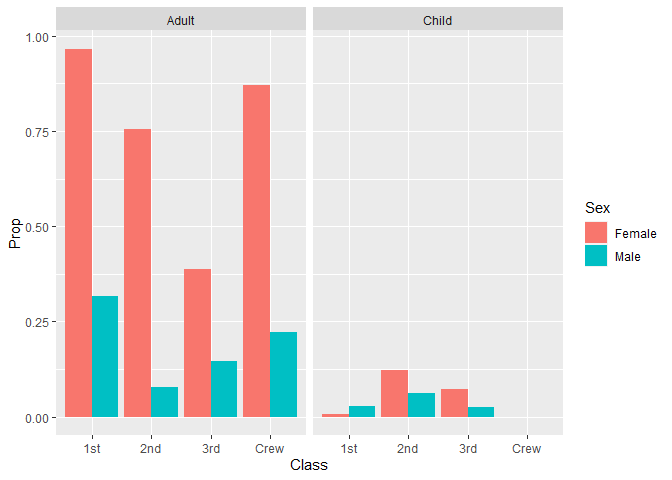 Adult
Child
1.00
0.75
0.50
0.25
0.00
Prop
1st
2nd
3rd
Crew
1st
2nd
3rd
Crew
Class
Sex
Female
Male